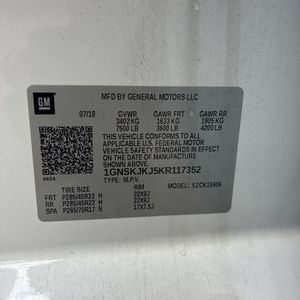 GM
MFD BY GENERAL MOTORS LLC
07/18 GVWR GAWR FRT GAWR RR
3402 KG 1633 KG 1905 KG
7500 LB 3600 LB 4200 LB
THIS VEHICLE CONFORMS TO ALL
APPLICABLE U.S. FEDERAL MOTOR
VEHICLE SAFETY STANDARDS IN
EFFECT ON THE DATE OF MANUFACTURE
SHOWN ABOVE.
1GNSKJKJ5KR117352
TYPE: M.P.V. MODEL: 52CK15906
TIRE SIZE RIM
FRT P285/45R22 H 22X9J
RR P285/45R22 H 22X9J
SPA P265/70R17 S 17X7.5J